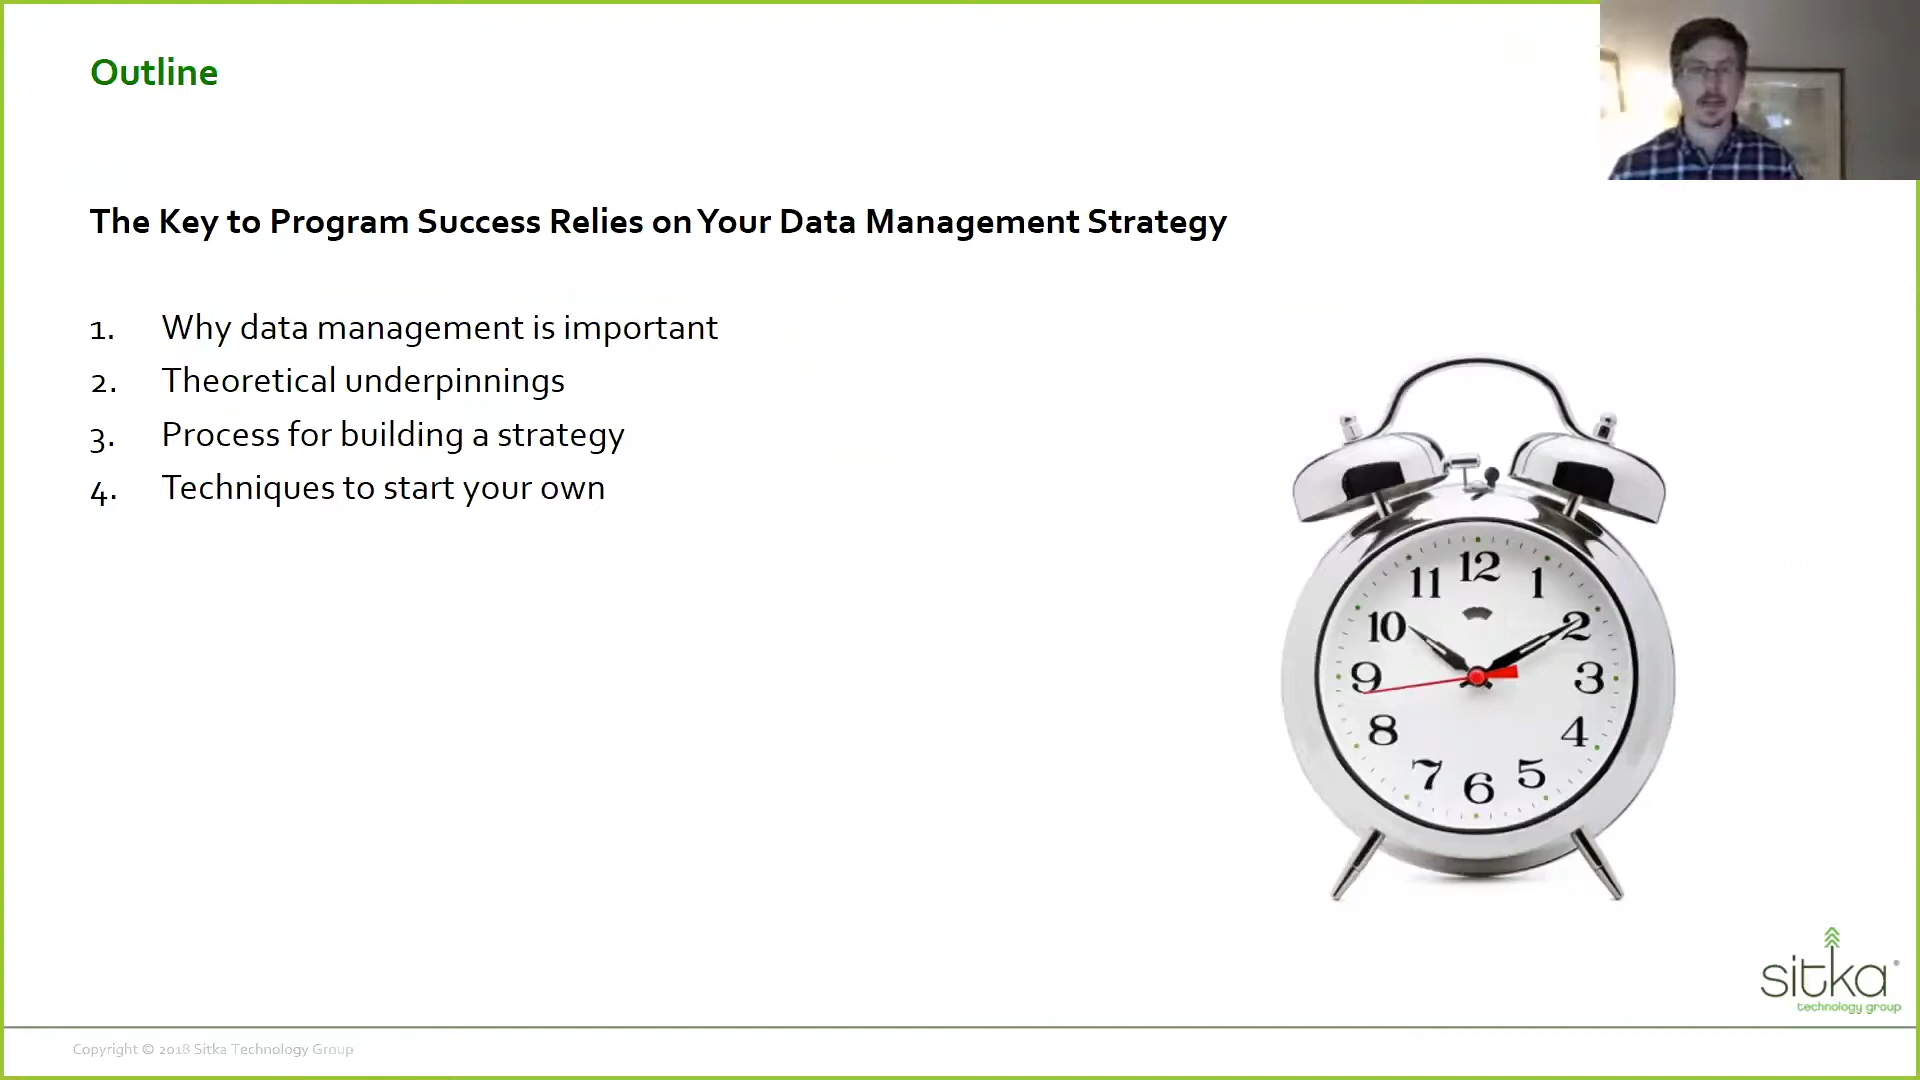 Outline
The Key to Program Success Relies on Your Data Management Strategy
1. Why data management is important
2. Theoretical underpinnings
3. Process for building a strategy
4. Techniques to start your own
12
11
1
10
2
9
3
8
4
7
5
6
sitka®
technology group
Copyright © 2018 Sitka Technology Group